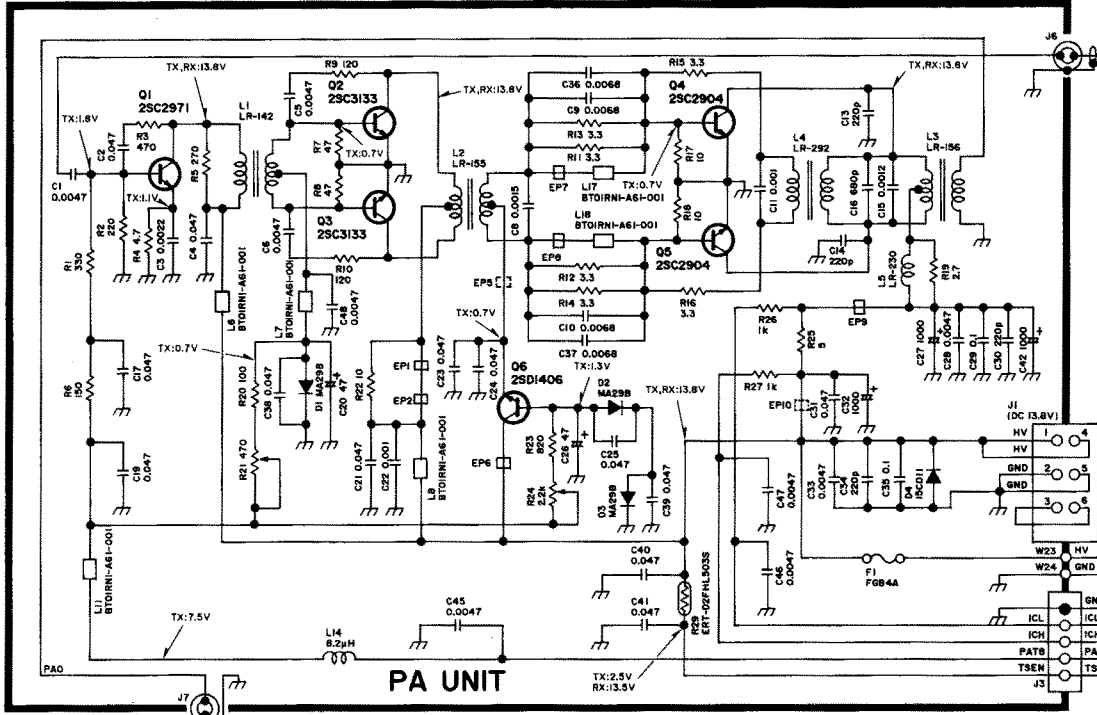 J6
R9 120
TX,RX:13.8V
Q2
2SC3133
TX,RX:13.8V
C36 0.0068
C9 0.0068
R13 3.3
R11 3.3
R15 3.3
Q4
2SC2904
TX,RX:13.8V
Q1
2SC2971
L1
LR-142
C5
0.0047
TX:1.8V
C2
0.047
R3
470
R5 270
R7
47
TX:0.7V
L2
LR-155
C13
220p
L4
LR-292
L3
LR-156
R17
10
C1
0.0047
TX:1.1V
R8
47
EP7
L17
BT01RN1-A61-001
TX:0.7V
C11 0.001
C16 680p
C15 0.0012
R2
220
R4 4.7
C3 0.0022
C4 0.047
C6
0.0047
Q3
2SC3133
C8 0.0015
L18
BT01RN1-A61-001
R18
10
EP8
Q5
2SC2904
C14
220p
L5
LR-230
R19
2.7
R1
330
R10
120
R12 3.3
R14 3.3
C10 0.0068
C37 0.0068
R16
3.3
EP5
L6
BT01RN1-A61-001
L7
BT01RN1-A61-001
C48
0.0047
R26
1k
R25
5
EP9
C27 1000
C28 0.0047
C29 0.1
C30 220p
C42 1000
TX:0.7V
TX:0.7V
R6
150
C17
0.047
R20 100
C38 0.047
D1 MA29B
C20 47
R22 10
EP1
EP2
C23 0.047
C24 0.047
Q6
2SD1406
TX:1.3V
D2
MA29B
TX,RX:13.8V
R27 1k
EP10
C31
0.047
C32
1000
J1
(DC 13.8V)
C19
0.047
R21 470
C21 0.047
C22 0.001
L8
BT01RN1-A61-001
EP6
R23
820
C26 47
C25
0.047
R24
2.2k
D3
MA29B
C39 0.047
C47
0.0047
C33
0.0047
C34
220p
C35 0.1
D4
15CD11
HV
1
4
HV
GND
2
5
GND
3
6
L11
BT01RN1-A61-001
C40
0.047
C46
0.0047
F1
FGB4A
W23
HV
W24
GND
TX:7.5V
C45
0.0047
C41
0.047
R29
ERT-D2FHL503S
ICL
ICH
L14
8.2μH
PATB
PA0
PA UNIT
TX:2.5V
RX:13.5V
TSEN
J7
J3